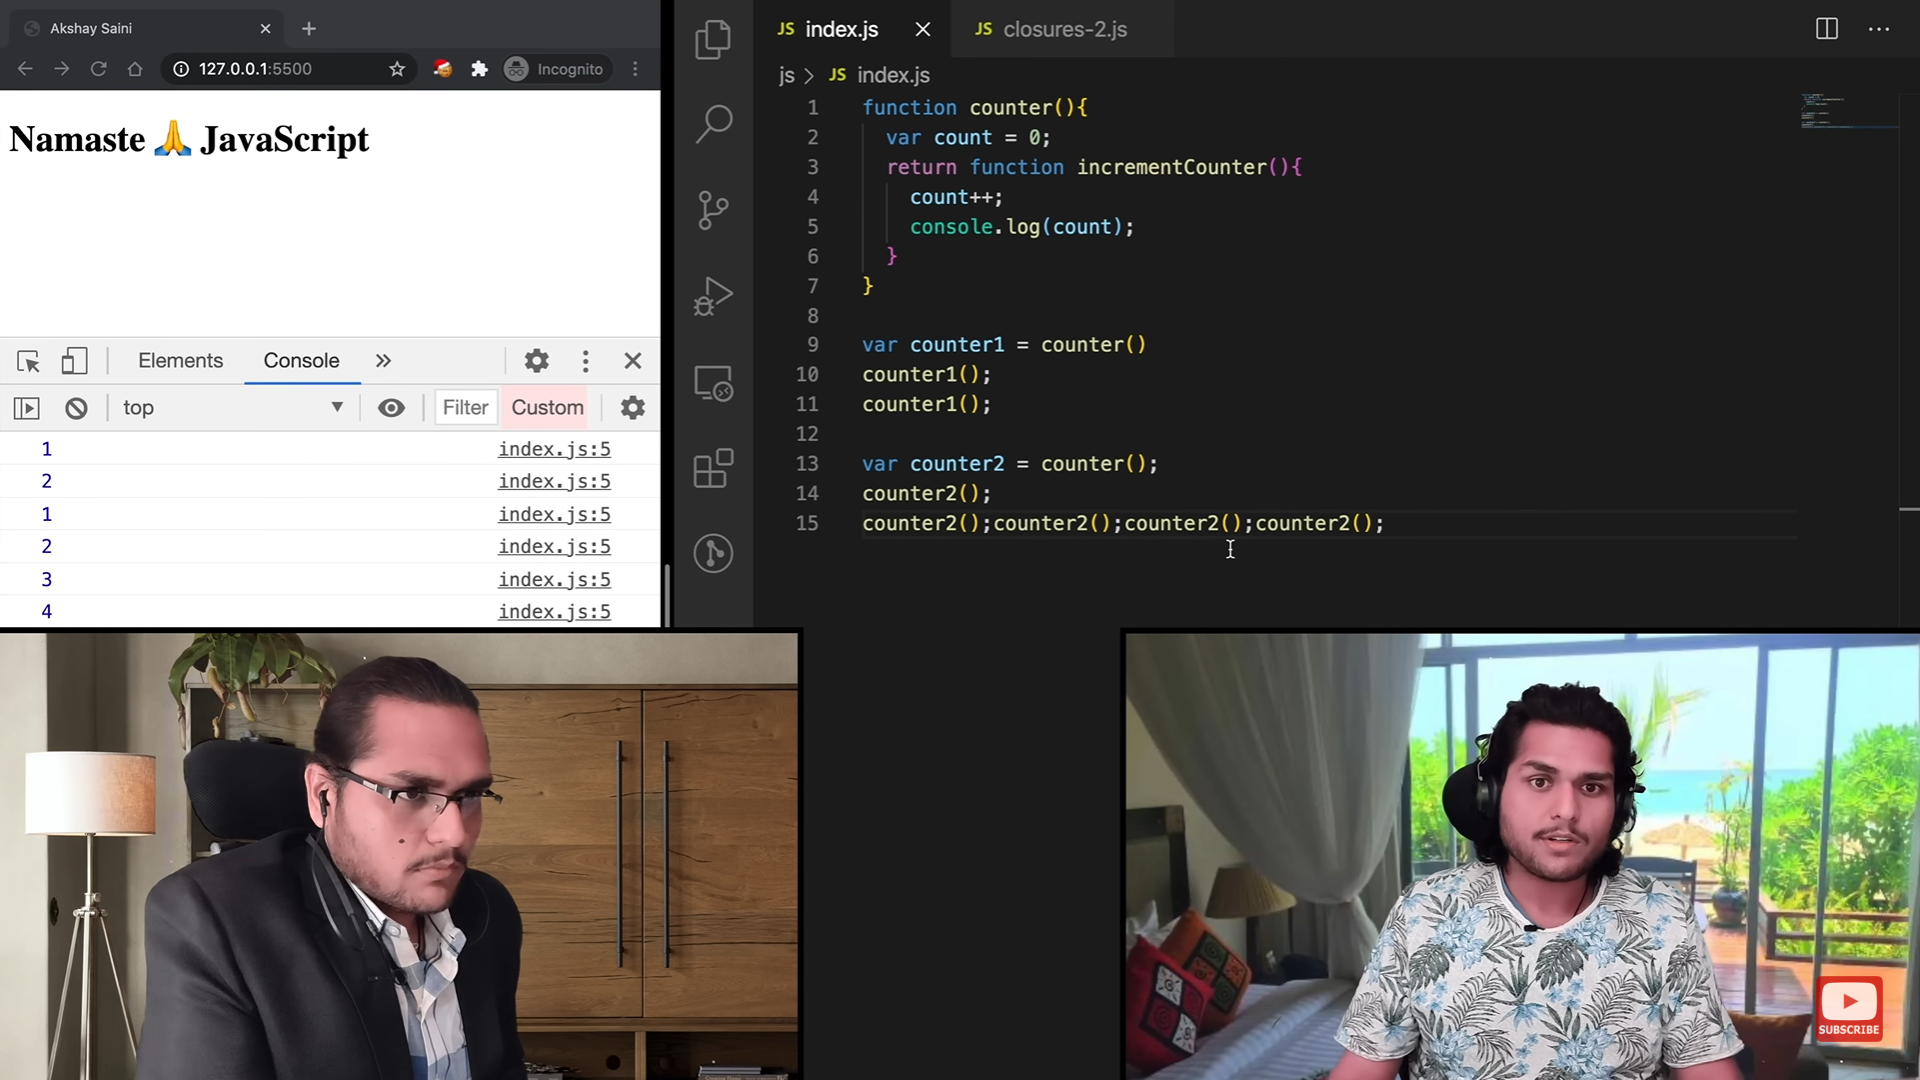 Akshay Saini
127.0.0.1:5500
Incognito
Namaste 🙏 JavaScript
Elements
Console
top
Filter
Custom
1 index.js:5
2 index.js:5
1 index.js:5
2 index.js:5
3 index.js:5
4 index.js:5
JS index.js
JS closures-2.js
js > JS index.js
1 function counter(){
2 var count = 0;
3 return function incrementCounter(){
4 count++;
5 console.log(count);
6 }
7 }
8
9 var counter1 = counter()
10 counter1();
11 counter1();
12
13 var counter2 = counter();
14 counter2();
15 counter2();counter2();counter2();counter2();
SUBSCRIBE